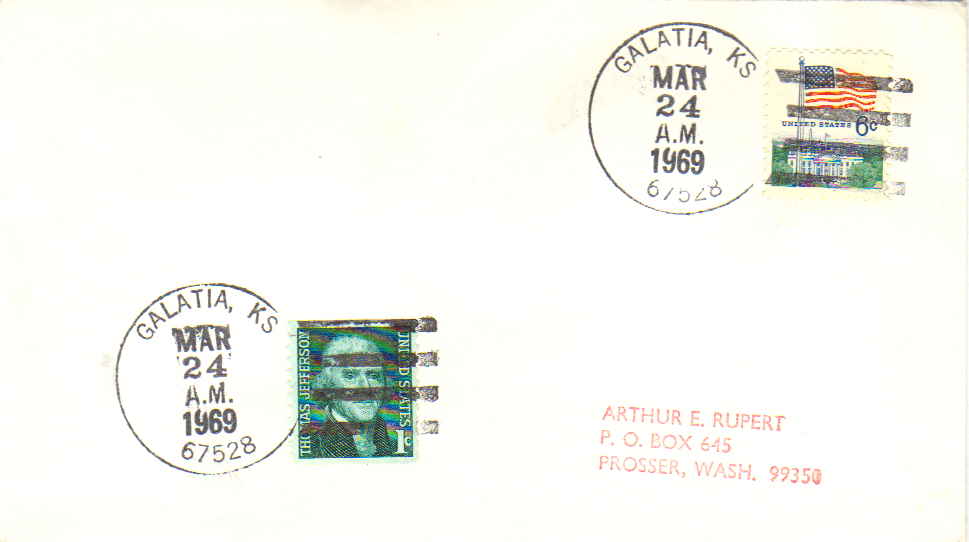 GALATIA, KS
MAR
24
A.M.
1969
67528
UNITED STATES 6c
GALATIA, KS
MAR
24
A.M.
1969
67528
THOMAS JEFFERSON
UNITED STATES
1c
ARTHUR E. RUPERT
P. O. BOX 645
PROSSER, WASH. 99350